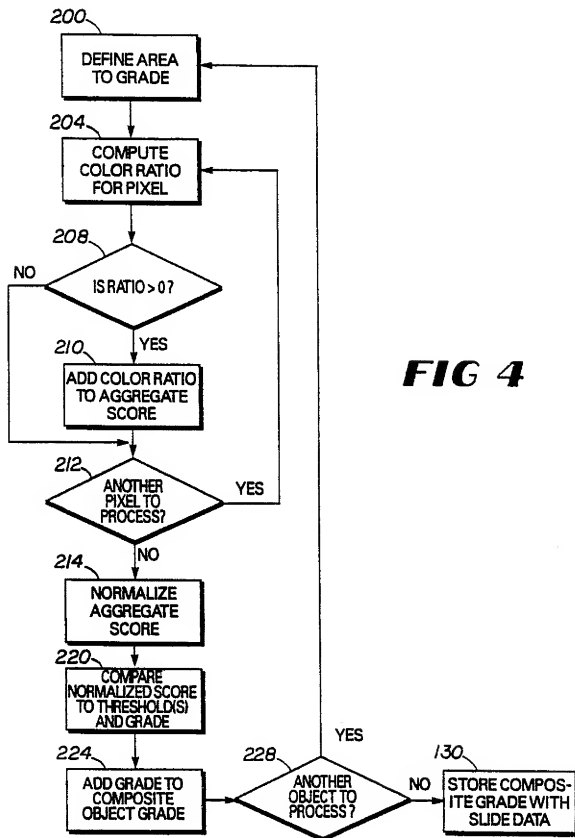 200
DEFINE AREA
TO GRADE
204
COMPUTE
COLOR RATIO
FOR PIXEL
208
NO
IS RATIO > 0 ?
YES
210
ADD COLOR RATIO
TO AGGREGATE
SCORE
FIG 4
212
ANOTHER
PIXEL TO
PROCESS?
YES
NO
214
NORMALIZE
AGGREGATE
SCORE
220
COMPARE
NORMALIZED SCORE
TO THRESHOLD(S)
AND GRADE
224
ADD GRADE TO
COMPOSITE OBJECT
GRADE
228
YES
ANOTHER
OBJECT TO
PROCESS ?
NO
130
STORE COMPOS-
ITE GRADE WITH
SLIDE DATA